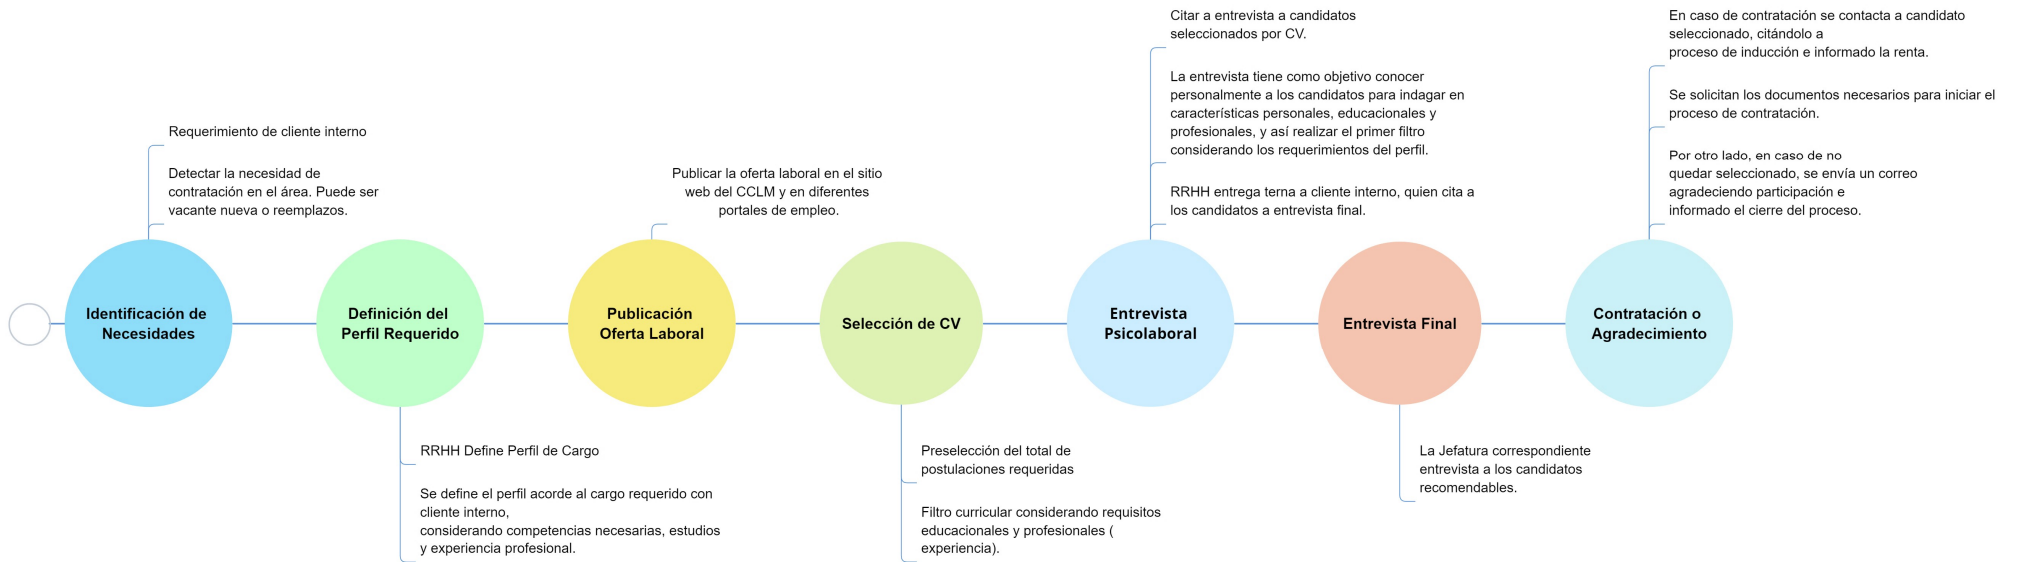 Requerimiento de cliente interno
Detectar la necesidad de
contratación en el área. Puede ser
vacante nueva o reemplazos.
Identificación de
Necesidades
Definición del
Perfil Requerido
RRHH Define Perfil de Cargo
Se define el perfil acorde al cargo requerido con
cliente interno,
considerando competencias necesarias, estudios
y experiencia profesional.
Publicar la oferta laboral en el sitio
web del CCLM y en diferentes
portales de empleo.
Publicación
Oferta Laboral
Selección de CV
Preselección del total de
postulaciones requeridas
Filtro curricular considerando requisitos
educacionales y profesionales (
experiencia).
Citar a entrevista a candidatos
seleccionados por CV.
La entrevista tiene como objetivo conocer
personalmente a los candidatos para indagar en
características personales, educacionales y
profesionales, y así realizar el primer filtro
considerando los requerimientos del perfil.
RRHH entrega terna a cliente interno, quien cita a
los candidatos a entrevista final.
Entrevista
Psicolaboral
Entrevista Final
La Jefatura correspondiente
entrevista a los candidatos
recomendables.
En caso de contratación se contacta a candidato
seleccionado, citándolo a
proceso de inducción e informado la renta.
Se solicitan los documentos necesarios para iniciar el
proceso de contratación.
Por otro lado, en caso de no
quedar seleccionado, se envía un correo
agradeciendo participación e
informado el cierre del proceso.
Contratación o
Agradecimiento